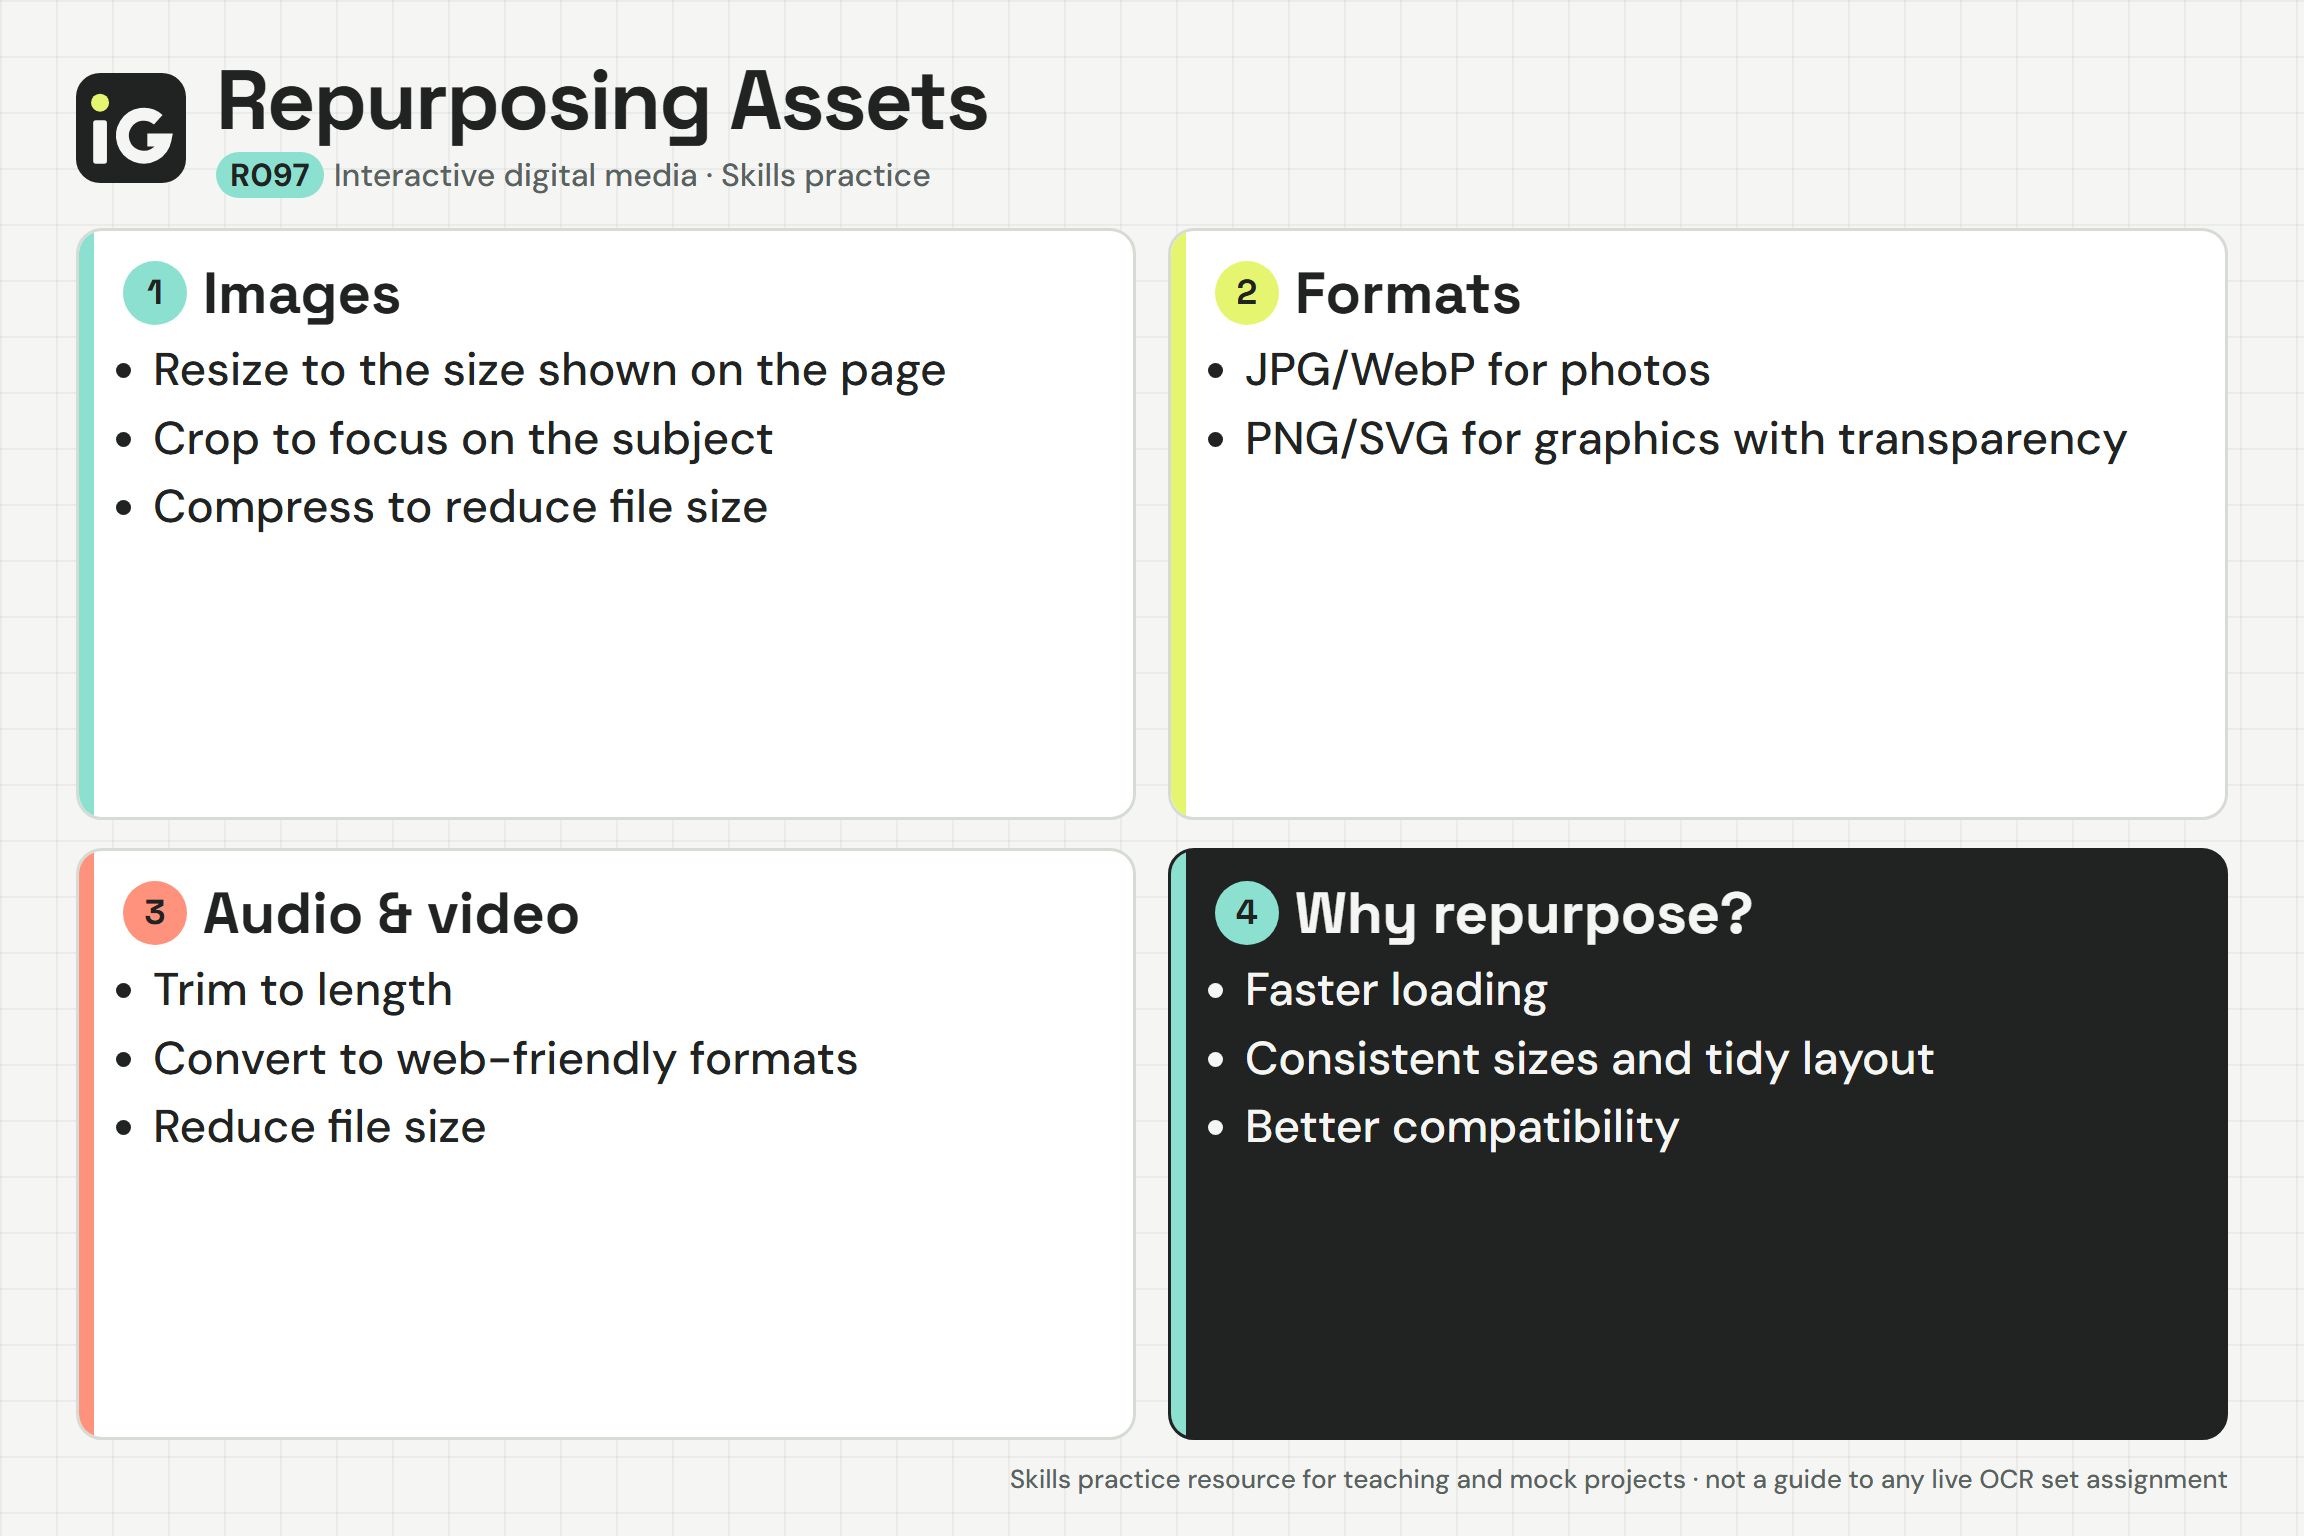 iG
Repurposing Assets
R097 Interactive digital media · Skills practice
1 Images
• Resize to the size shown on the page
• Crop to focus on the subject
• Compress to reduce file size
2 Formats
• JPG/WebP for photos
• PNG/SVG for graphics with transparency
3 Audio & video
• Trim to length
• Convert to web-friendly formats
• Reduce file size
4 Why repurpose?
• Faster loading
• Consistent sizes and tidy layout
• Better compatibility
Skills practice resource for teaching and mock projects · not a guide to any live OCR set assignment